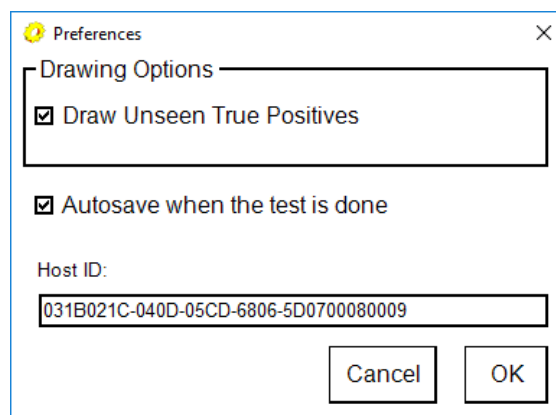 Preferences
Drawing Options
Draw Unseen True Positives
Autosave when the test is done
Host ID:
031B021C-040D-05CD-6806-5D0700080009
Cancel OK